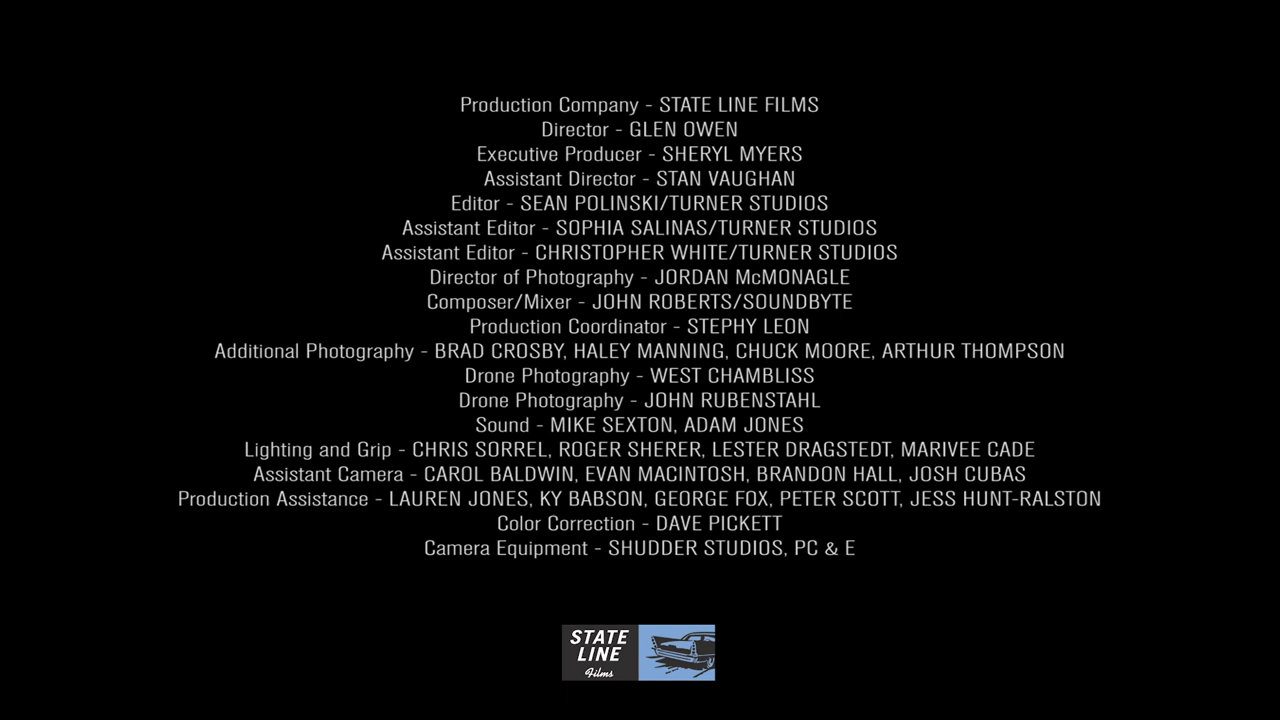 Production Company - STATE LINE FILMS
Director - GLEN OWEN
Executive Producer - SHERYL MYERS
Assistant Director - STAN VAUGHAN
Editor - SEAN POLINSKI/TURNER STUDIOS
Assistant Editor - SOPHIA SALINAS/TURNER STUDIOS
Assistant Editor - CHRISTOPHER WHITE/TURNER STUDIOS
Director of Photography - JORDAN McMONAGLE
Composer/Mixer - JOHN ROBERTS/SOUNDBYTE
Production Coordinator - STEPHY LEON
Additional Photography - BRAD CROSBY, HALEY MANNING, CHUCK MOORE, ARTHUR THOMPSON
Drone Photography - WEST CHAMBLISS
Drone Photography - JOHN RUBENSTAHL
Sound - MIKE SEXTON, ADAM JONES
Lighting and Grip - CHRIS SORREL, ROGER SHERER, LESTER DRAGSTEDT, MARIVEE CADE
Assistant Camera - CAROL BALDWIN, EVAN MACINTOSH, BRANDON HALL, JOSH CUBAS
Production Assistance - LAUREN JONES, KY BABSON, GEORGE FOX, PETER SCOTT, JESS HUNT-RALSTON
Color Correction - DAVE PICKETT
Camera Equipment - SHUDDER STUDIOS, PC & E
STATE
LINE
Films